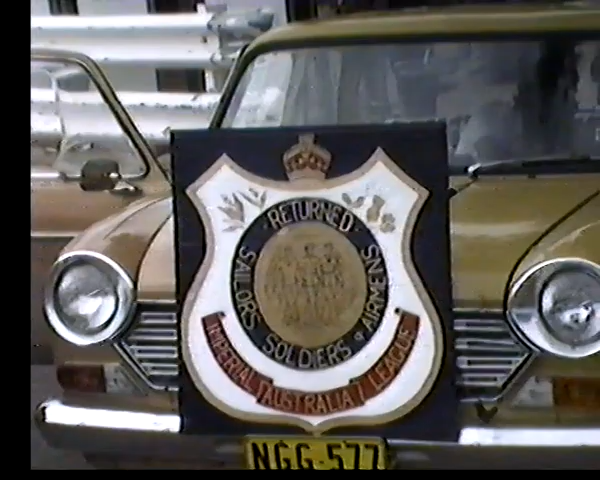 RETURNED
SAILORS SOLDIERS & AIRMENS
IMPERIAL AUSTRALIA LEAGUE
NGG·577